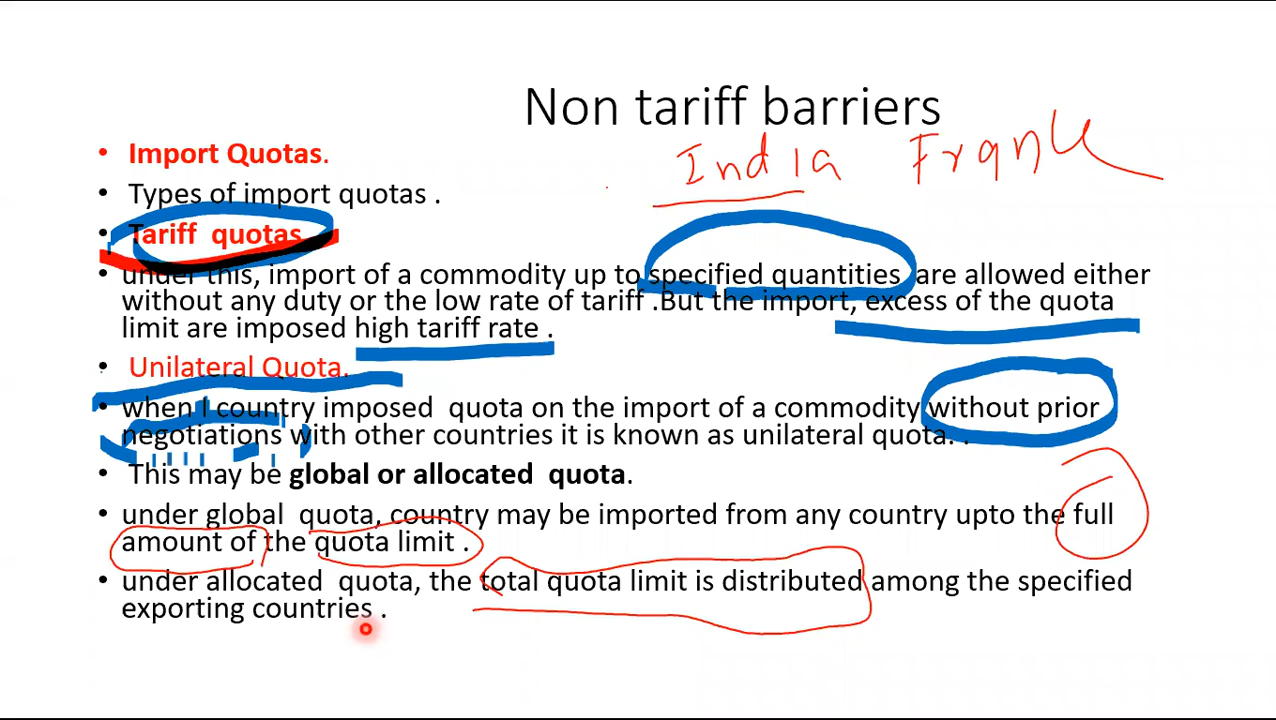 Non tariff barriers
India France
• Import Quotas.
• Types of import quotas .
• Tariff quotas
• under this, import of a commodity up to specified quantities are allowed either
without any duty or the low rate of tariff .But the import, excess of the quota
limit are imposed high tariff rate .
• Unilateral Quota.
• when I country imposed quota on the import of a commodity without prior
negotiations with other countries it is known as unilateral quota. .
• This may be global or allocated quota.
• under global quota, country may be imported from any country upto the full
amount of the quota limit .
• under allocated quota, the total quota limit is distributed among the specified
exporting countries .